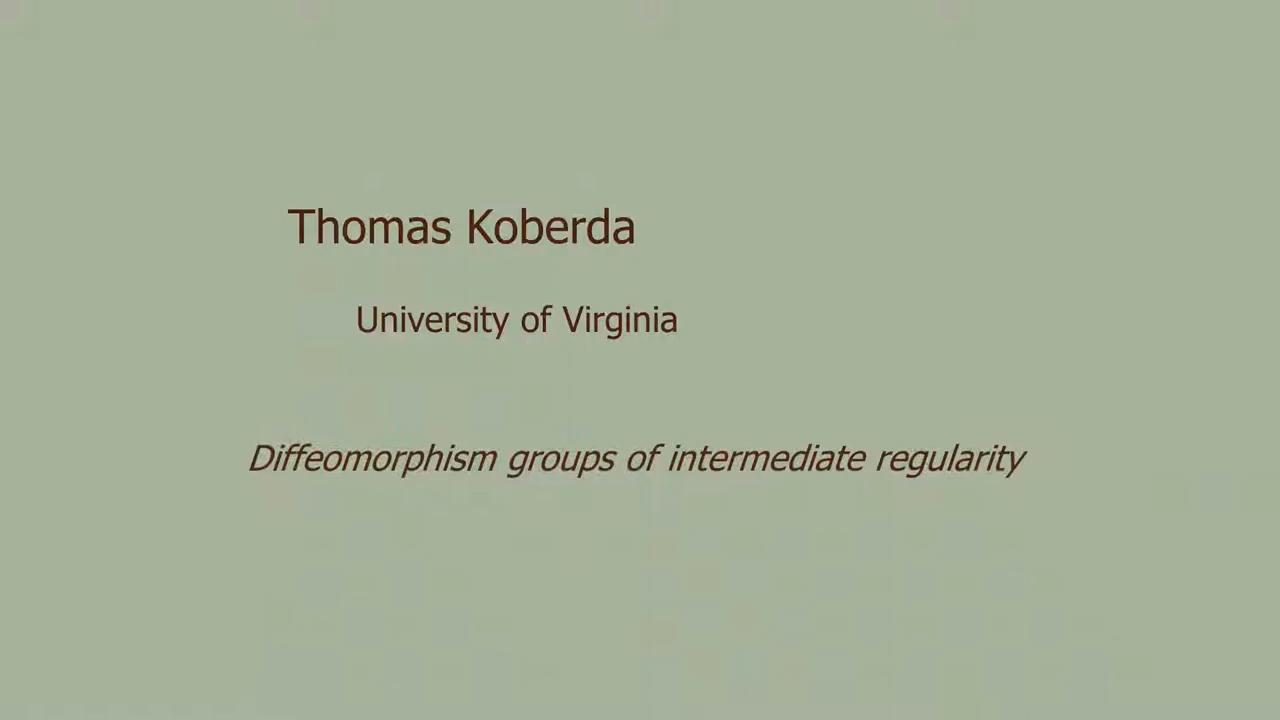 Thomas Koberda
University of Virginia
Diffeomorphism groups of intermediate regularity